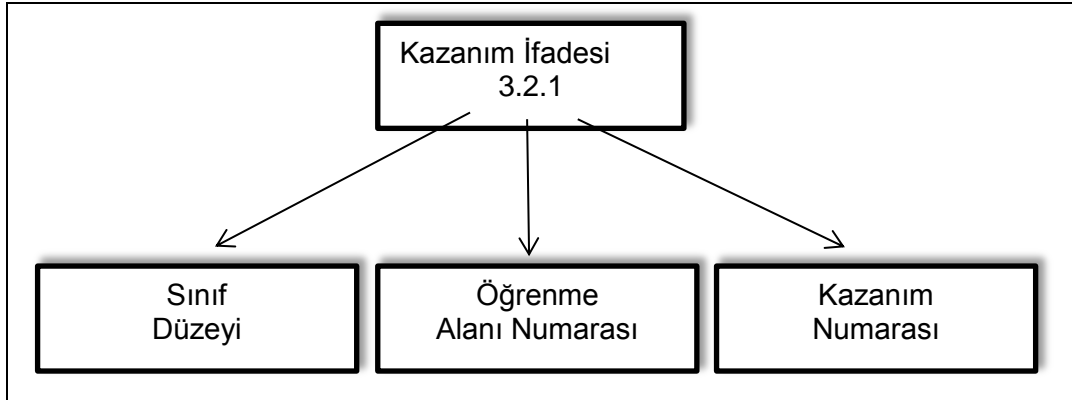 Kazanım İfadesi
3.2.1
Sınıf
Düzeyi
Öğrenme
Alanı Numarası
Kazanım
Numarası